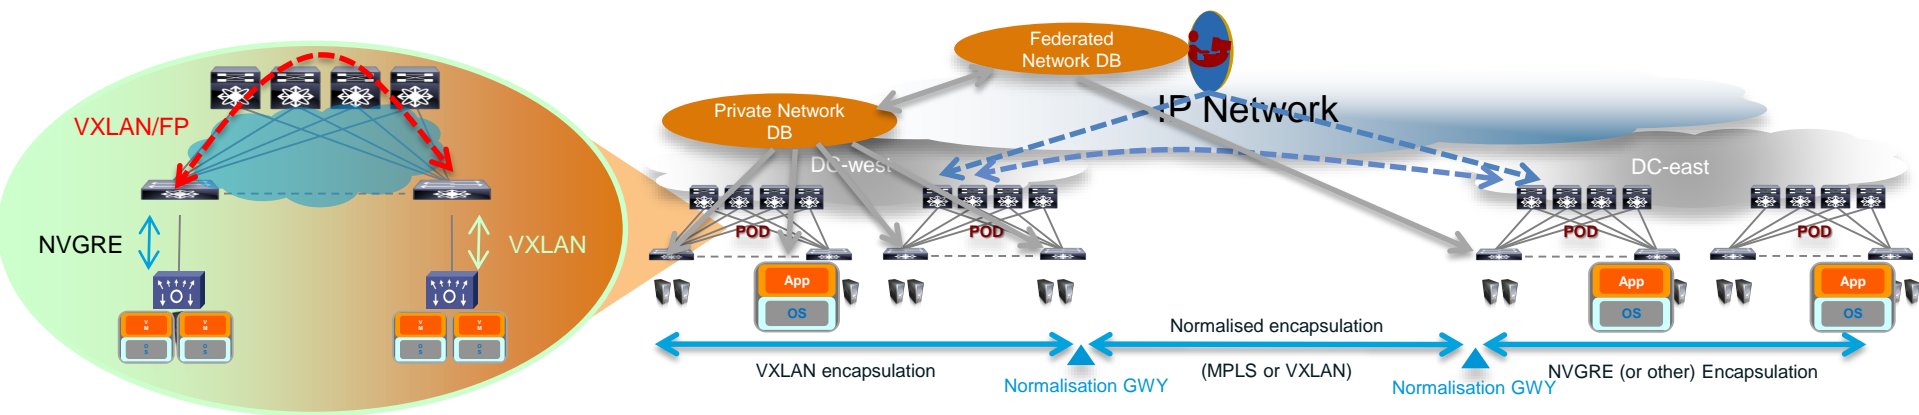 Federated
Network DB
IP Network
Private Network
DB
VXLAN/FP
DC-west
DC-east
NVGRE
VXLAN
POD
POD
POD
POD
App
OS
App
OS
App
OS
V
M
V
M
V
M
V
M
O
S
O
S
O
S
O
S
Normalised encapsulation
VXLAN encapsulation
(MPLS or VXLAN)
NVGRE (or other) Encapsulation
Normalisation GWY
Normalisation GWY